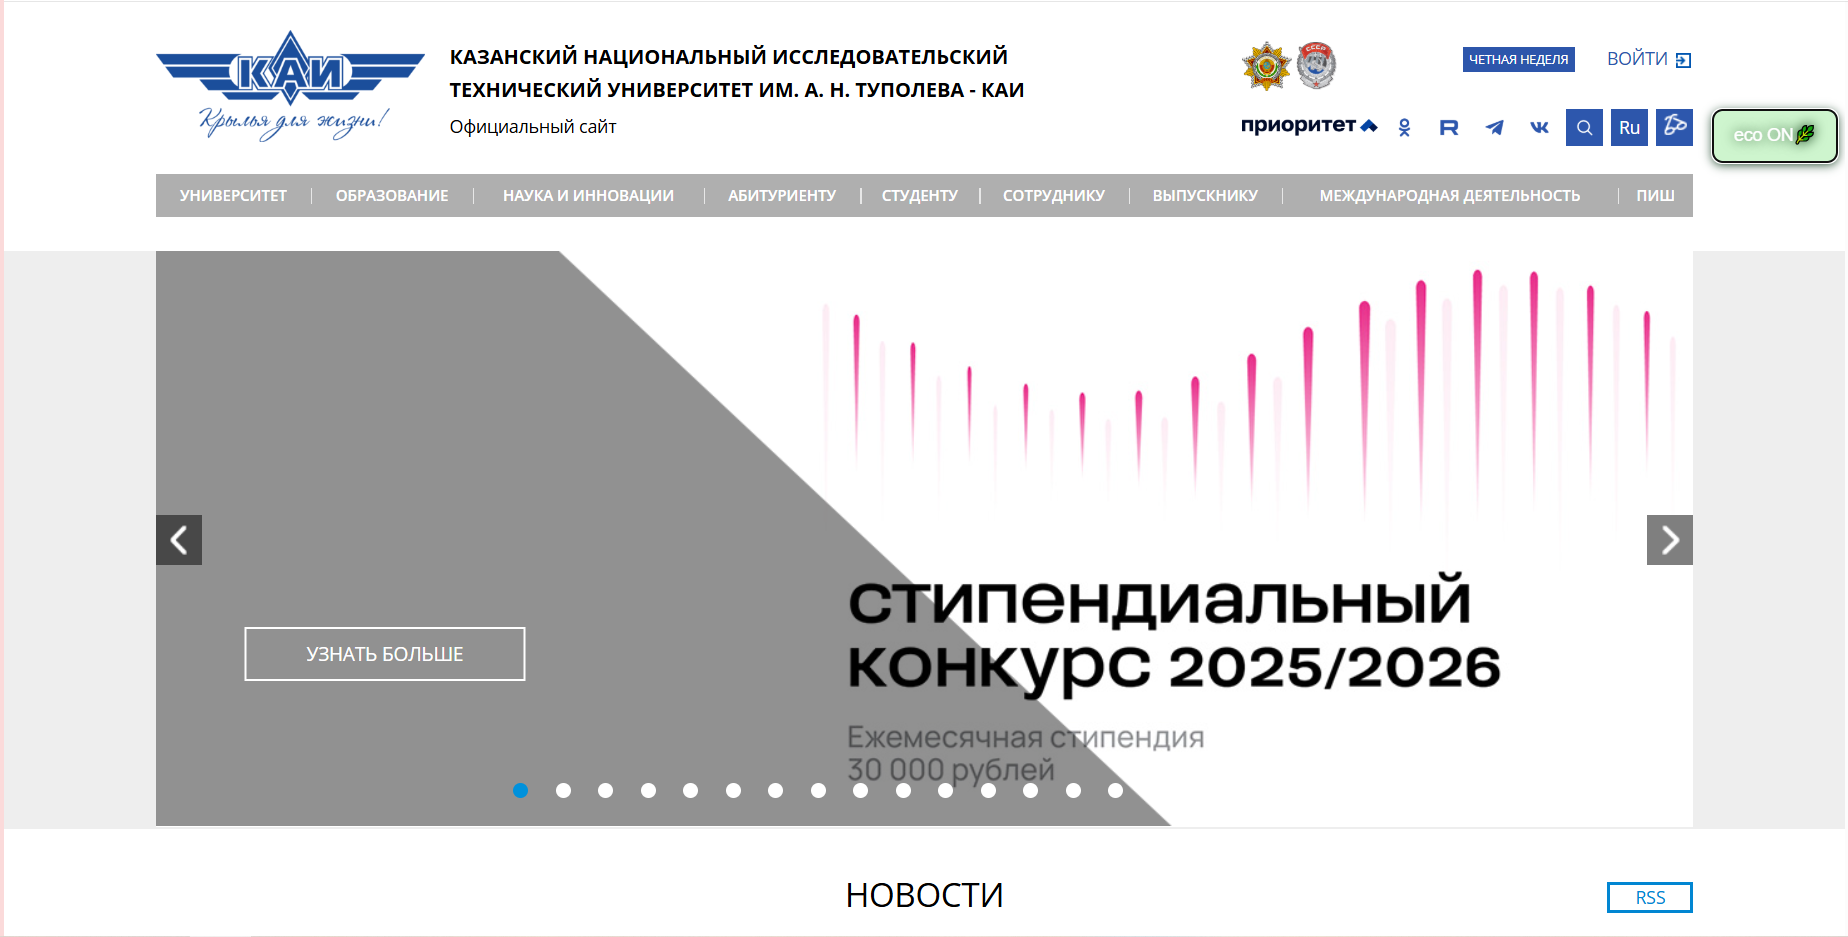 КАИ
Крылья для жизни!
КАЗАНСКИЙ НАЦИОНАЛЬНЫЙ ИССЛЕДОВАТЕЛЬСКИЙ
ТЕХНИЧЕСКИЙ УНИВЕРСИТЕТ ИМ. А. Н. ТУПОЛЕВА - КАИ
Официальный сайт
СССР
ЧЕТНАЯ НЕДЕЛЯ
ВОЙТИ
приоритет
Ru
eco ON
УНИВЕРСИТЕТ
ОБРАЗОВАНИЕ
НАУКА И ИННОВАЦИИ
АБИТУРИЕНТУ
СТУДЕНТУ
СОТРУДНИКУ
ВЫПУСКНИКУ
МЕЖДУНАРОДНАЯ ДЕЯТЕЛЬНОСТЬ
ПИШ
стипендиальный
конкурс 2025/2026
УЗНАТЬ БОЛЬШЕ
Ежемесячная стипендия
30 000 рублей
НОВОСТИ
RSS